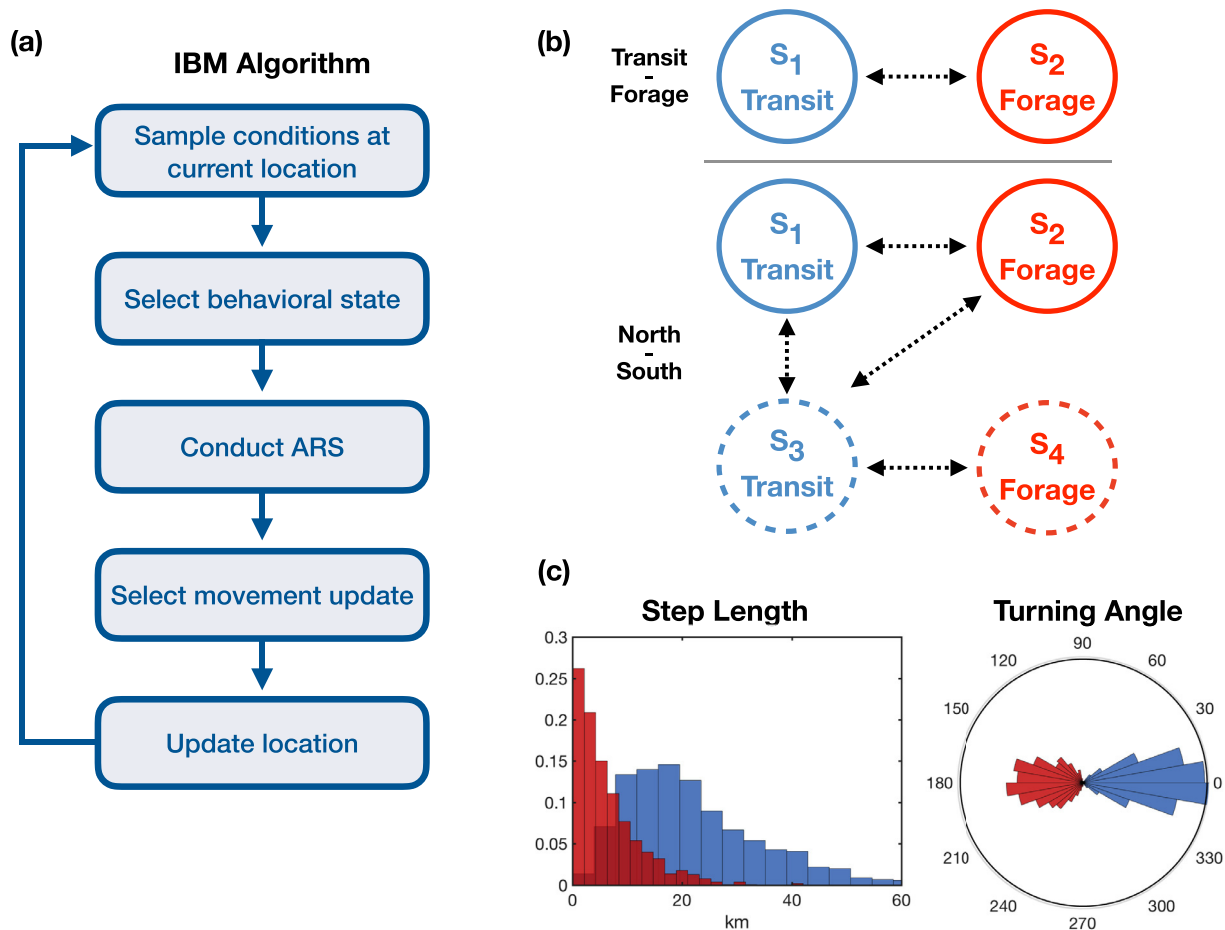 (a)
IBM Algorithm
Sample conditions at
current location
Select behavioral state
Conduct ARS
Select movement update
Update location
(b)
Transit
-
Forage
S1
Transit
S2
Forage
North
-
South
S1
Transit
S2
Forage
S3
Transit
S4
Forage
(c)
Step Length
0.3
0.25
0.2
0.15
0.1
0.05
0
0 20 40 60
km
Turning Angle
90
120 60
150 30
180 0
210 330
240 300
270